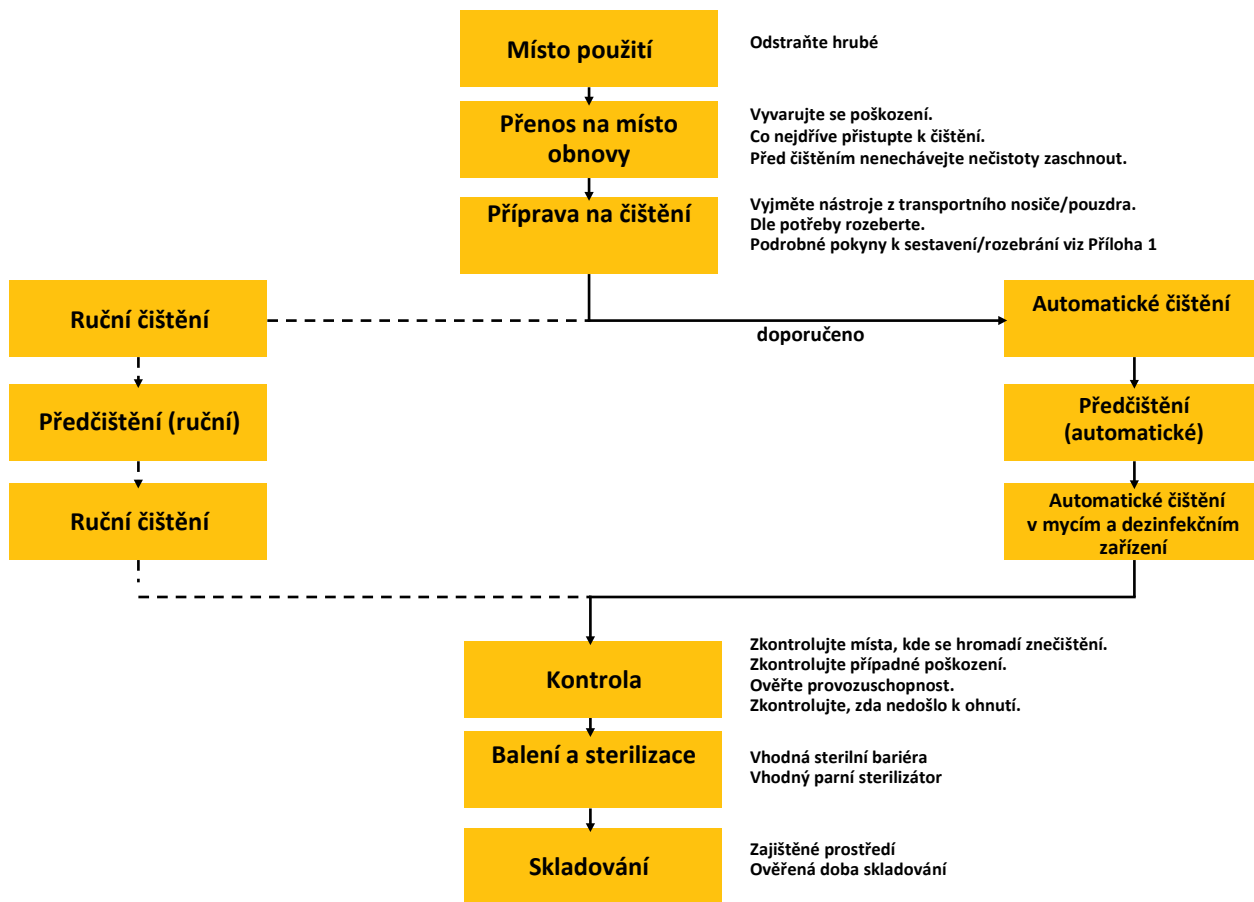 Místo použití
Odstraňte hrubé
Přenos na místo
obnovy
Vyvarujte se poškození.
Co nejdříve přistupte k čištění.
Před čištěním nenechávejte nečistoty zaschnout.
Příprava na čištění
Vyjměte nástroje z transportního nosiče/pouzdra.
Dle potřeby rozeberte.
Podrobné pokyny k sestavení/rozebrání viz Příloha 1
Ruční čištění
doporučeno
Automatické čištění
Předčištění (ruční)
Předčištění
(automatické)
Ruční čištění
Automatické čištění
v mycím a dezinfekčním
zařízení
Kontrola
Zkontrolujte místa, kde se hromadí znečištění.
Zkontrolujte případné poškození.
Ověřte provozuschopnost.
Zkontrolujte, zda nedošlo k ohnutí.
Balení a sterilizace
Vhodná sterilní bariéra
Vhodný parní sterilizátor
Skladování
Zajištěné prostředí
Ověřená doba skladování